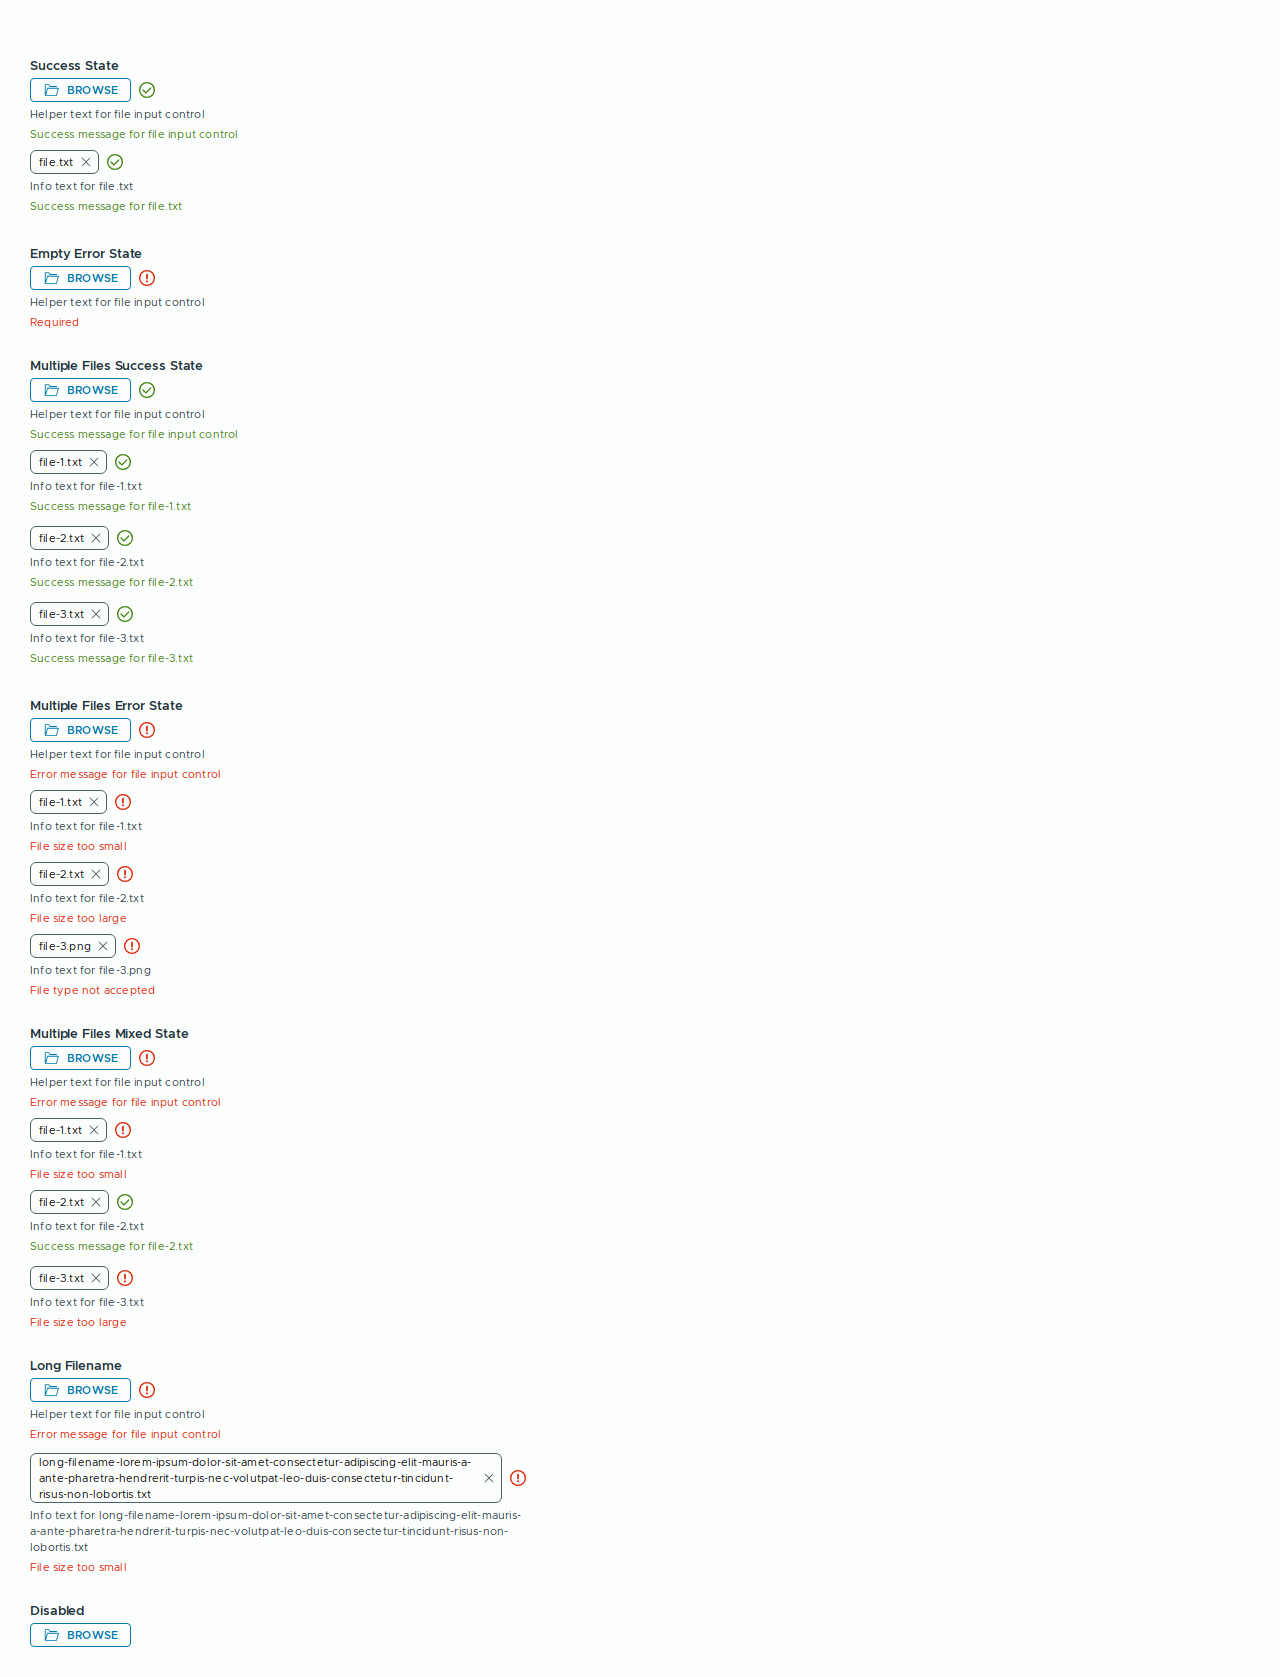 Success State
BROWSE
Helper text for file input control
Success message for file input control
file.txt
Info text for file.txt
Success message for file.txt
Empty Error State
BROWSE
Helper text for file input control
Required
Multiple Files Success State
BROWSE
Helper text for file input control
Success message for file input control
file-1.txt
Info text for file-1.txt
Success message for file-1.txt
file-2.txt
Info text for file-2.txt
Success message for file-2.txt
file-3.txt
Info text for file-3.txt
Success message for file-3.txt
Multiple Files Error State
BROWSE
Helper text for file input control
Error message for file input control
file-1.txt
Info text for file-1.txt
File size too small
file-2.txt
Info text for file-2.txt
File size too large
file-3.png
Info text for file-3.png
File type not accepted
Multiple Files Mixed State
BROWSE
Helper text for file input control
Error message for file input control
file-1.txt
Info text for file-1.txt
File size too small
file-2.txt
Info text for file-2.txt
Success message for file-2.txt
file-3.txt
Info text for file-3.txt
File size too large
Long Filename
BROWSE
Helper text for file input control
Error message for file input control
long-filename-lorem-ipsum-dolor-sit-amet-consectetur-adipiscing-elit-mauris-a-
ante-pharetra-hendrerit-turpis-nec-volutpat-leo-duis-consectetur-tincidunt-
risus-non-lobortis.txt
Info text for long-filename-lorem-ipsum-dolor-sit-amet-consectetur-adipiscing-elit-mauris-
a-ante-pharetra-hendrerit-turpis-nec-volutpat-leo-duis-consectetur-tincidunt-risus-non-
lobortis.txt
File size too small
Disabled
BROWSE